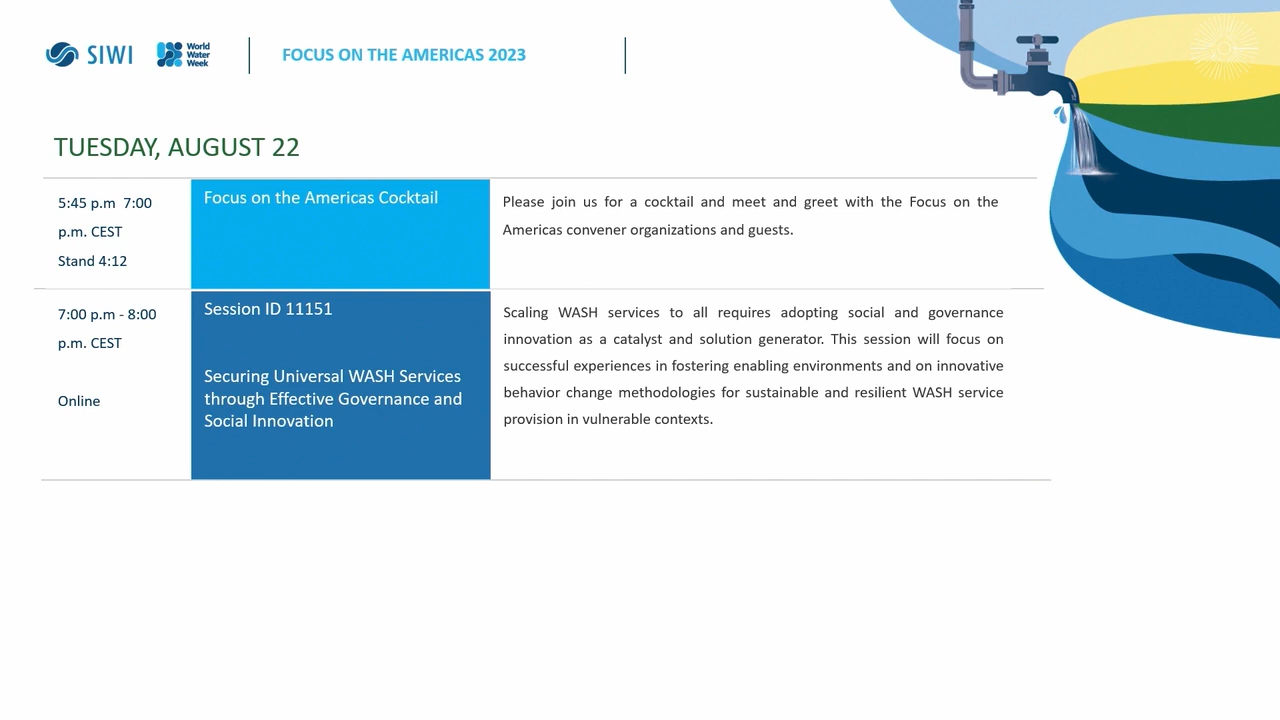 SIWI
World
Water
Week
FOCUS ON THE AMERICAS 2023
TUESDAY, AUGUST 22
5:45 p.m  7:00
p.m. CEST
Stand 4:12
Focus on the Americas Cocktail
Please join us for a cocktail and meet and greet with the Focus on the
Americas convener organizations and guests.
7:00 p.m - 8:00
p.m. CEST
Online
Session ID 11151
Securing Universal WASH Services
through Effective Governance and
Social Innovation
Scaling WASH services to all requires adopting social and governance
innovation as a catalyst and solution generator. This session will focus on
successful experiences in fostering enabling environments and on innovative
behavior change methodologies for sustainable and resilient WASH service
provision in vulnerable contexts.